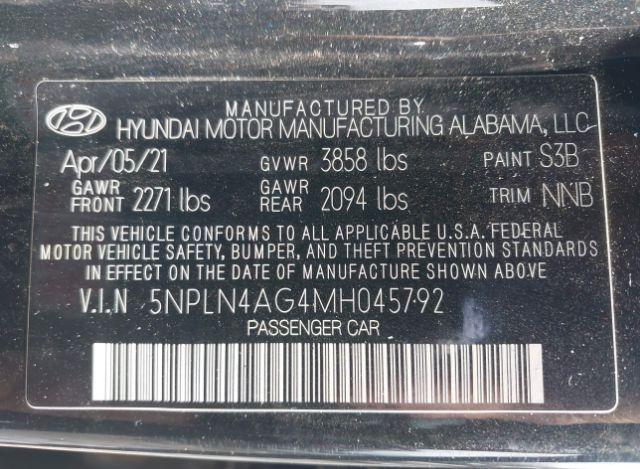 MANUFACTURED BY
HYUNDAI MOTOR MANUFACTURING ALABAMA, LLC
Apr/05/21 GVWR 3858 lbs PAINT S3B
GAWR FRONT 2271 lbs GAWR REAR 2094 lbs TRIM NNB
THIS VEHICLE CONFORMS TO ALL APPLICABLE U.S.A. FEDERAL
MOTOR VEHICLE SAFETY, BUMPER, AND THEFT PREVENTION STANDARDS
IN EFFECT ON THE DATE OF MANUFACTURE SHOWN ABOVE
V.I.N 5NPLN4AG4MH045792
PASSENGER CAR